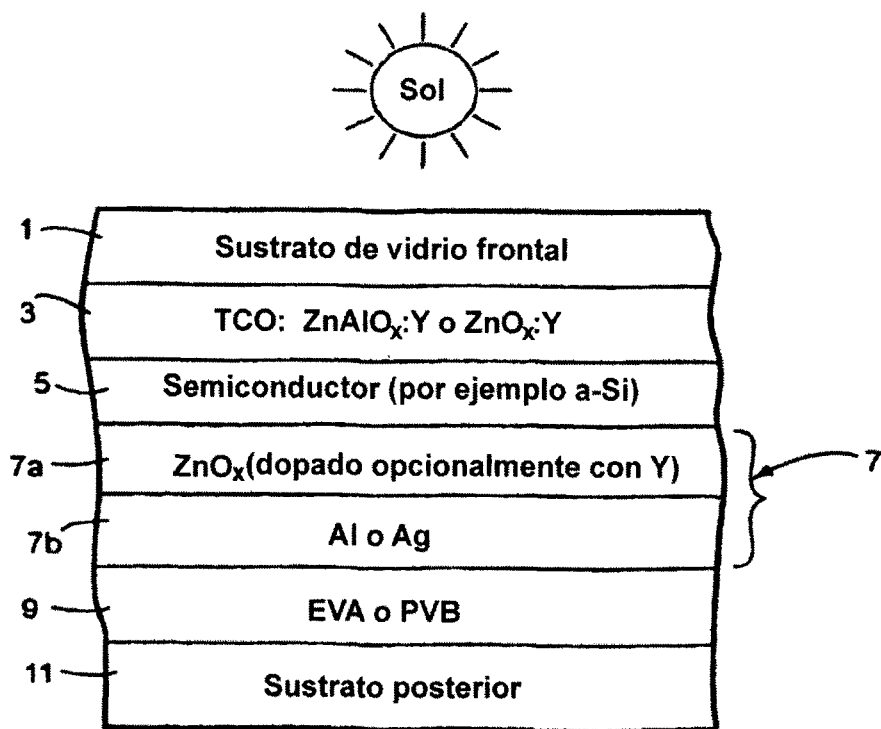 Sol
1 Sustrato de vidrio frontal
3 TCO: ZnAlOₓ:Y o ZnOₓ:Y
5 Semiconductor (por ejemplo a-Si)
7a ZnOₓ(dopado opcionalmente con Y) 7
7b Al o Ag
9 EVA o PVB
11 Sustrato posterior